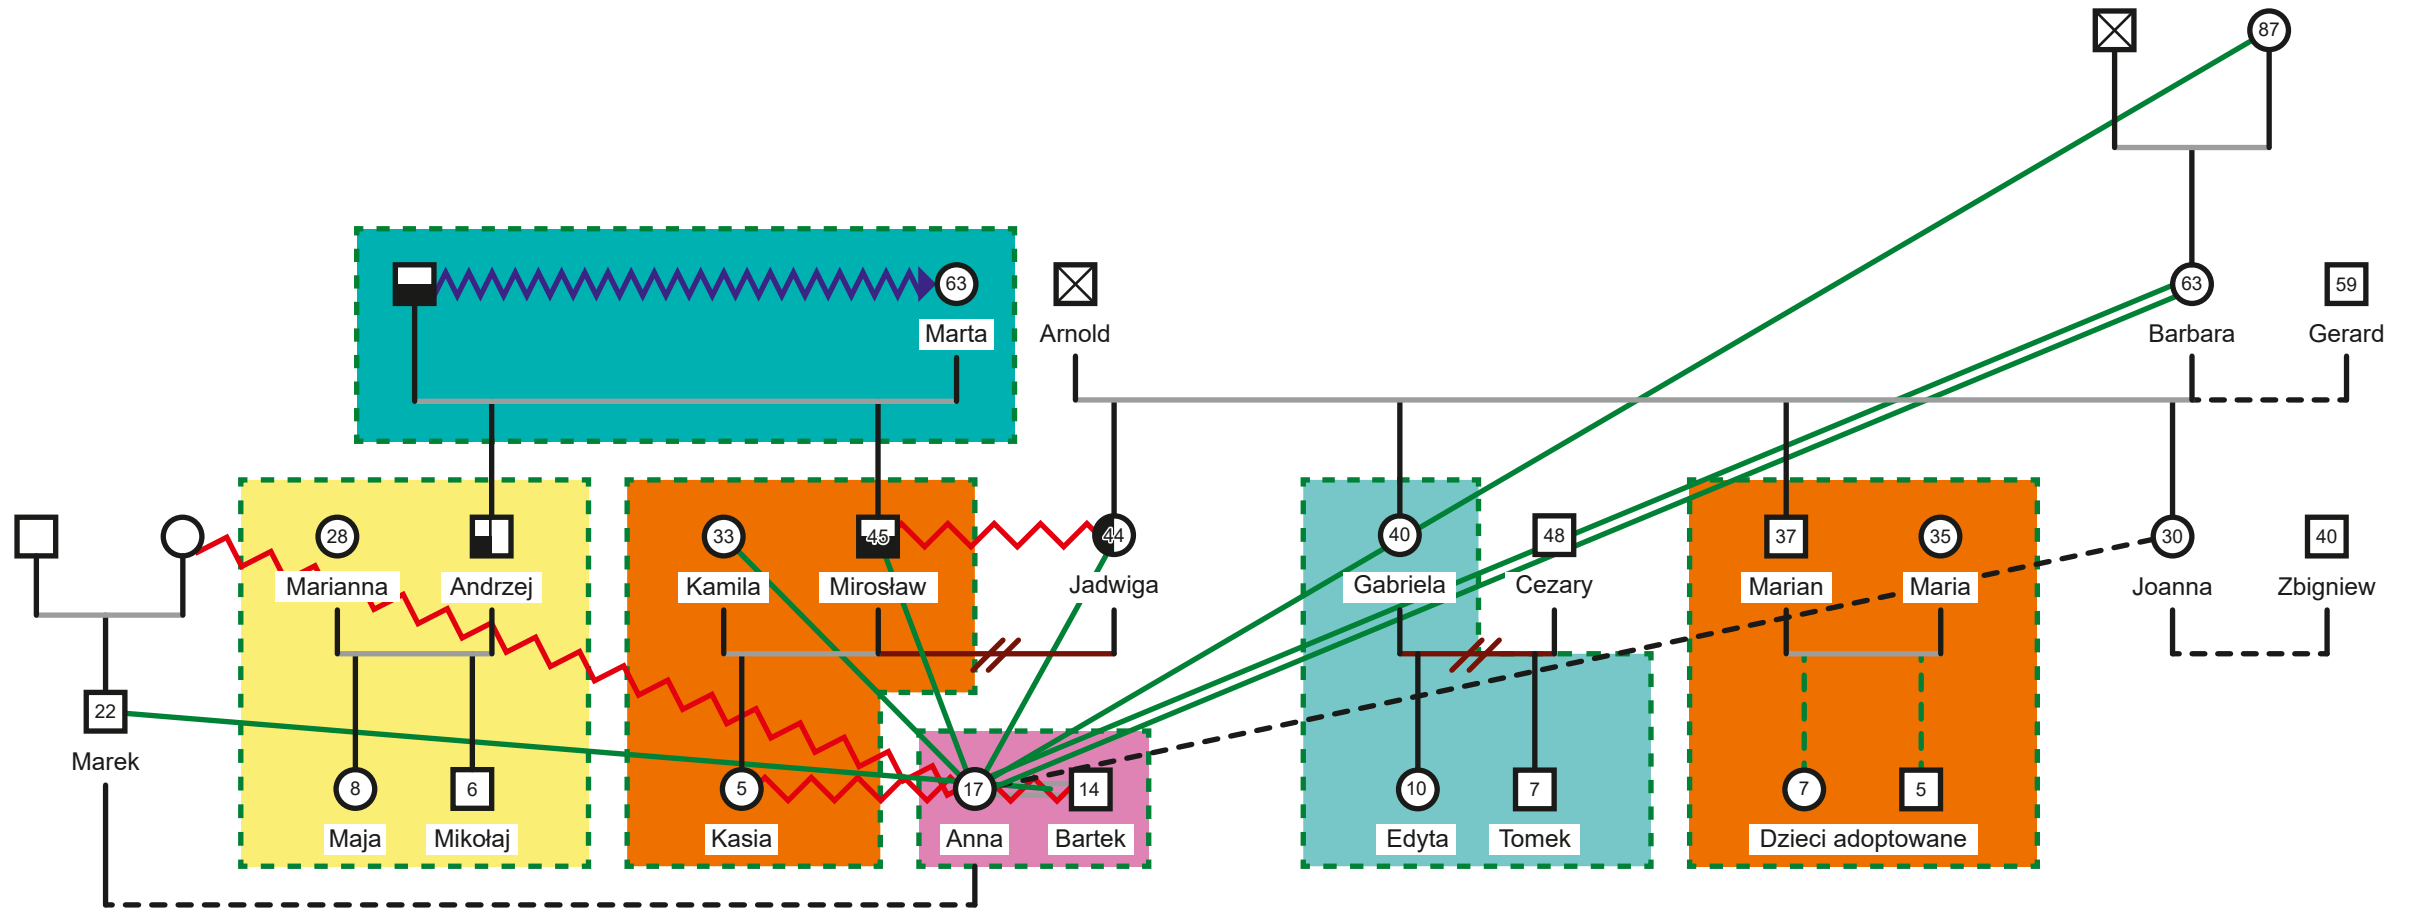 87
63
63
59
Marta
Arnold
Barbara
Gerard
28
33
45
44
40
48
37
35
30
40
Marianna
Andrzej
Kamila
Mirosław
Jadwiga
Gabriela
Cezary
Marian
Maria
Joanna
Zbigniew
22
Marek
8
6
5
17
14
10
7
7
5
Maja
Mikołaj
Kasia
Anna
Bartek
Edyta
Tomek
Dzieci adoptowane